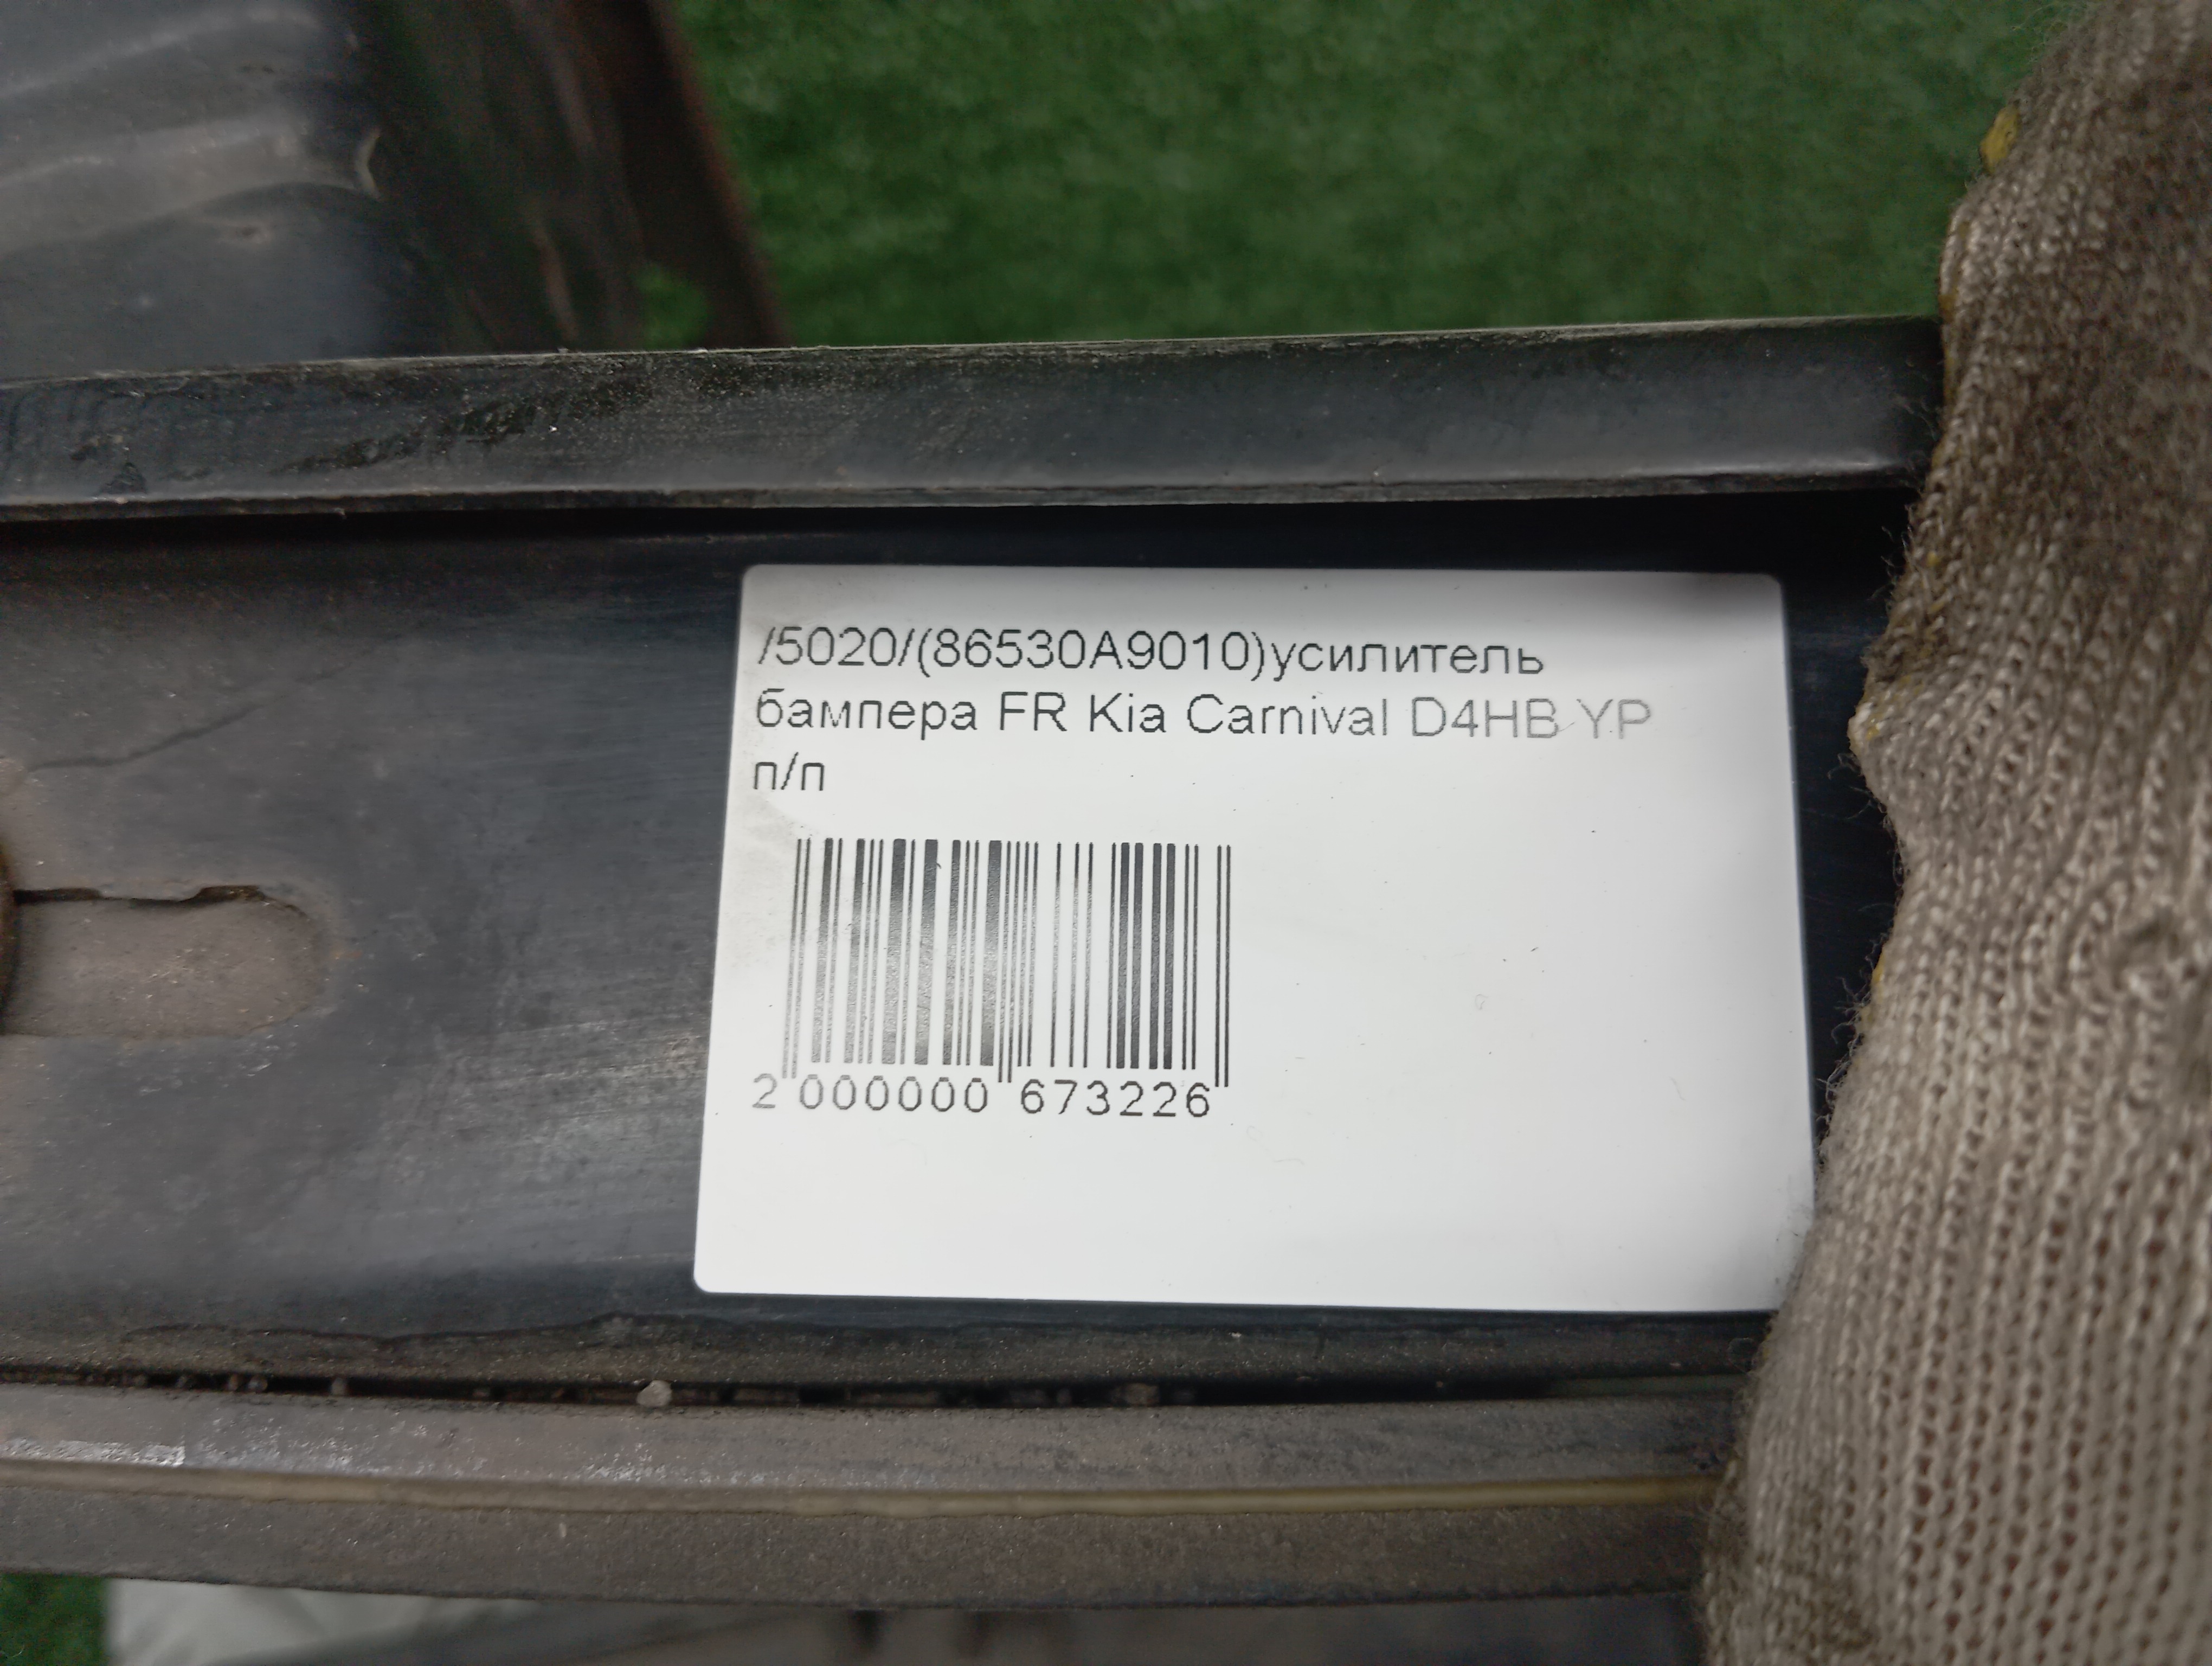 /5020/(86530A9010)усилитель
бампера FR Kia Carnival D4HB YP
п/п
2 000000 673226